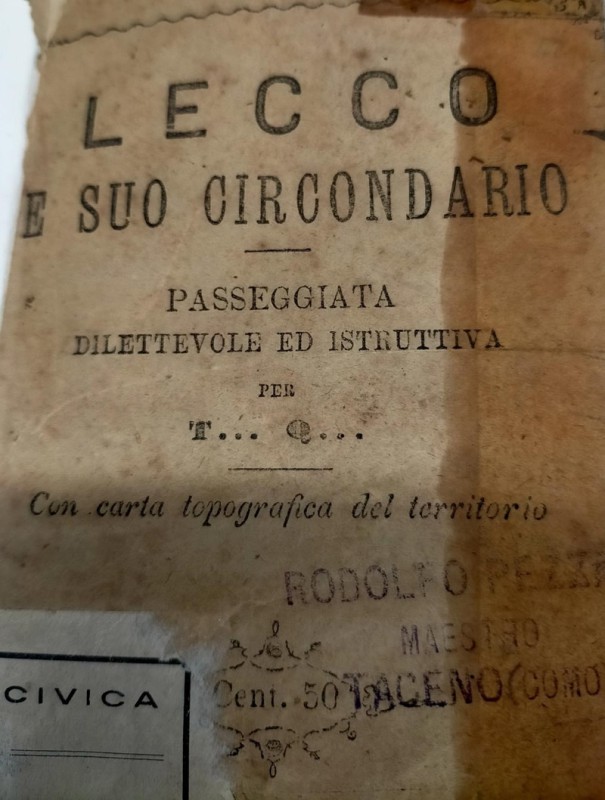 LECCO
E SUO CIRCONDARIO
PASSEGGIATA
DILETTEVOLE ED ISTRUTTIVA
PER
T... Q...
Con carta topografica del territorio
RODOLFO
MAESTRO
TACENO (COMO
Cent. 50
CIVICA